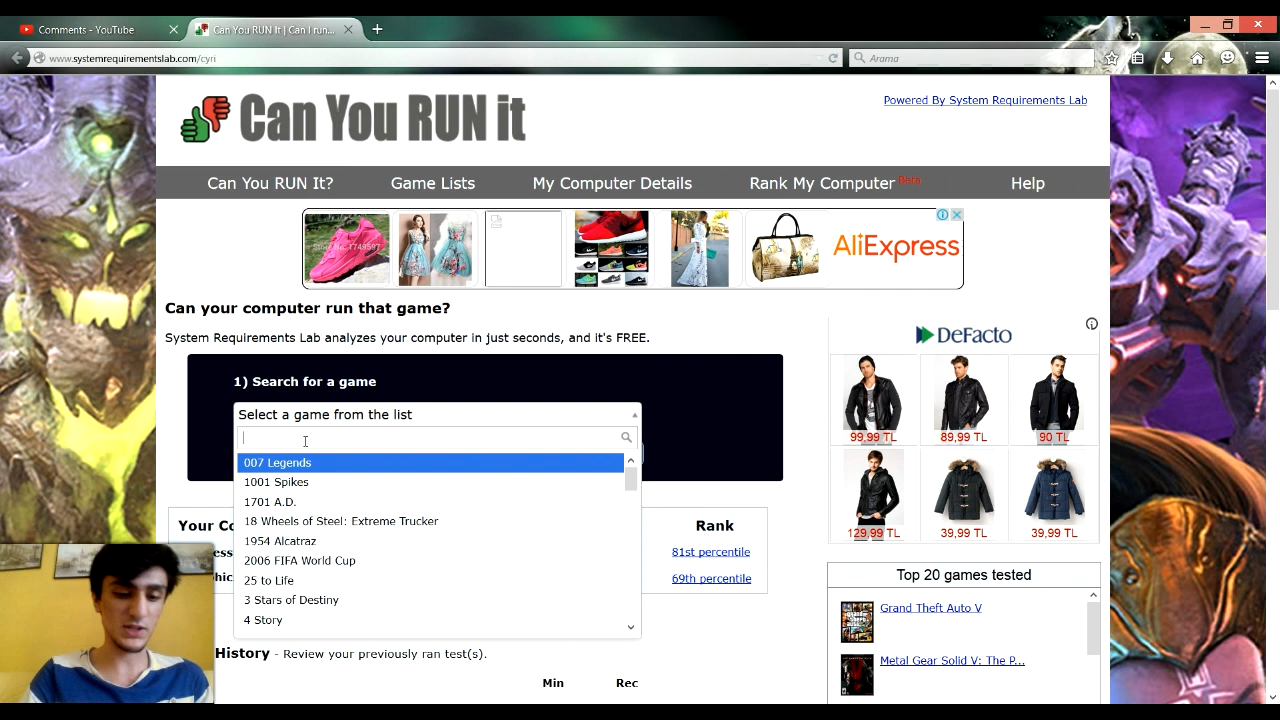 Comments - YouTube
Can You RUN It | Can I run...
www.systemrequirementslab.com/cyri
Arama
Can You RUN it
Powered By System Requirements Lab
Can You RUN It?
Game Lists
My Computer Details
Rank My Computer Beta
Help
Store No: 1749597
AliExpress
Can your computer run that game?
System Requirements Lab analyzes your computer in just seconds, and it's FREE.
DeFacto
99,99 TL
89,99 TL
90 TL
129,99 TL
39,99 TL
39,99 TL
1) Search for a game
Select a game from the list
007 Legends
1001 Spikes
1701 A.D.
18 Wheels of Steel: Extreme Trucker
1954 Alcatraz
2006 FIFA World Cup
25 to Life
3 Stars of Destiny
4 Story
Your Co
Rank
81st percentile
69th percentile
History - Review your previously ran test(s).
Min
Rec
Top 20 games tested
Grand Theft Auto V
Metal Gear Solid V: The P...